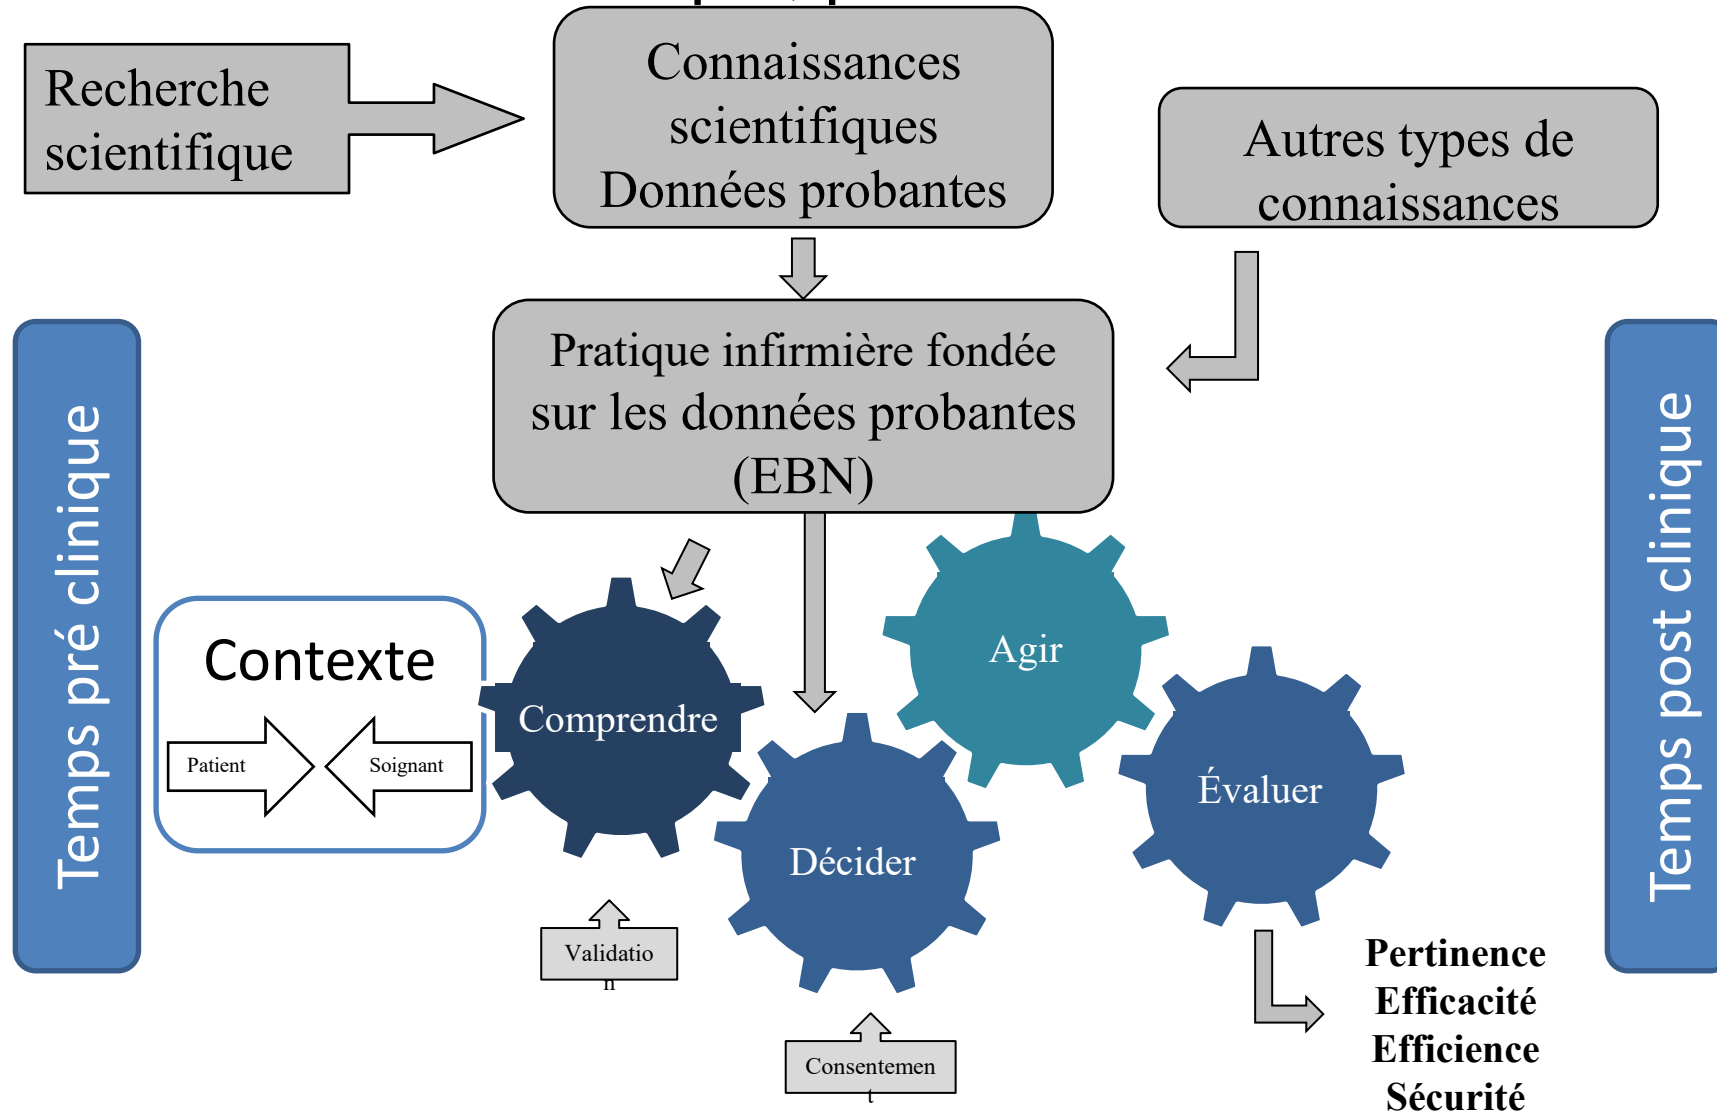 Recherche
scientifique
Connaissances
scientifiques
Données probantes
Autres types de
connaissances
Pratique infirmière fondée
sur les données probantes
(EBN)
Temps pré clinique
Contexte
Patient
Soignant
Comprendre
Décider
Agir
Évaluer
Validatio
n
Consentemen
t
Pertinence
Efficacité
Efficience
Sécurité
Temps post clinique